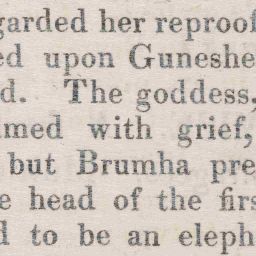 garded her reproof
ed upon Guneshe
d. The goddess,
amed with grief,
but Brumha pre
e head of the firs
d to be an eleph